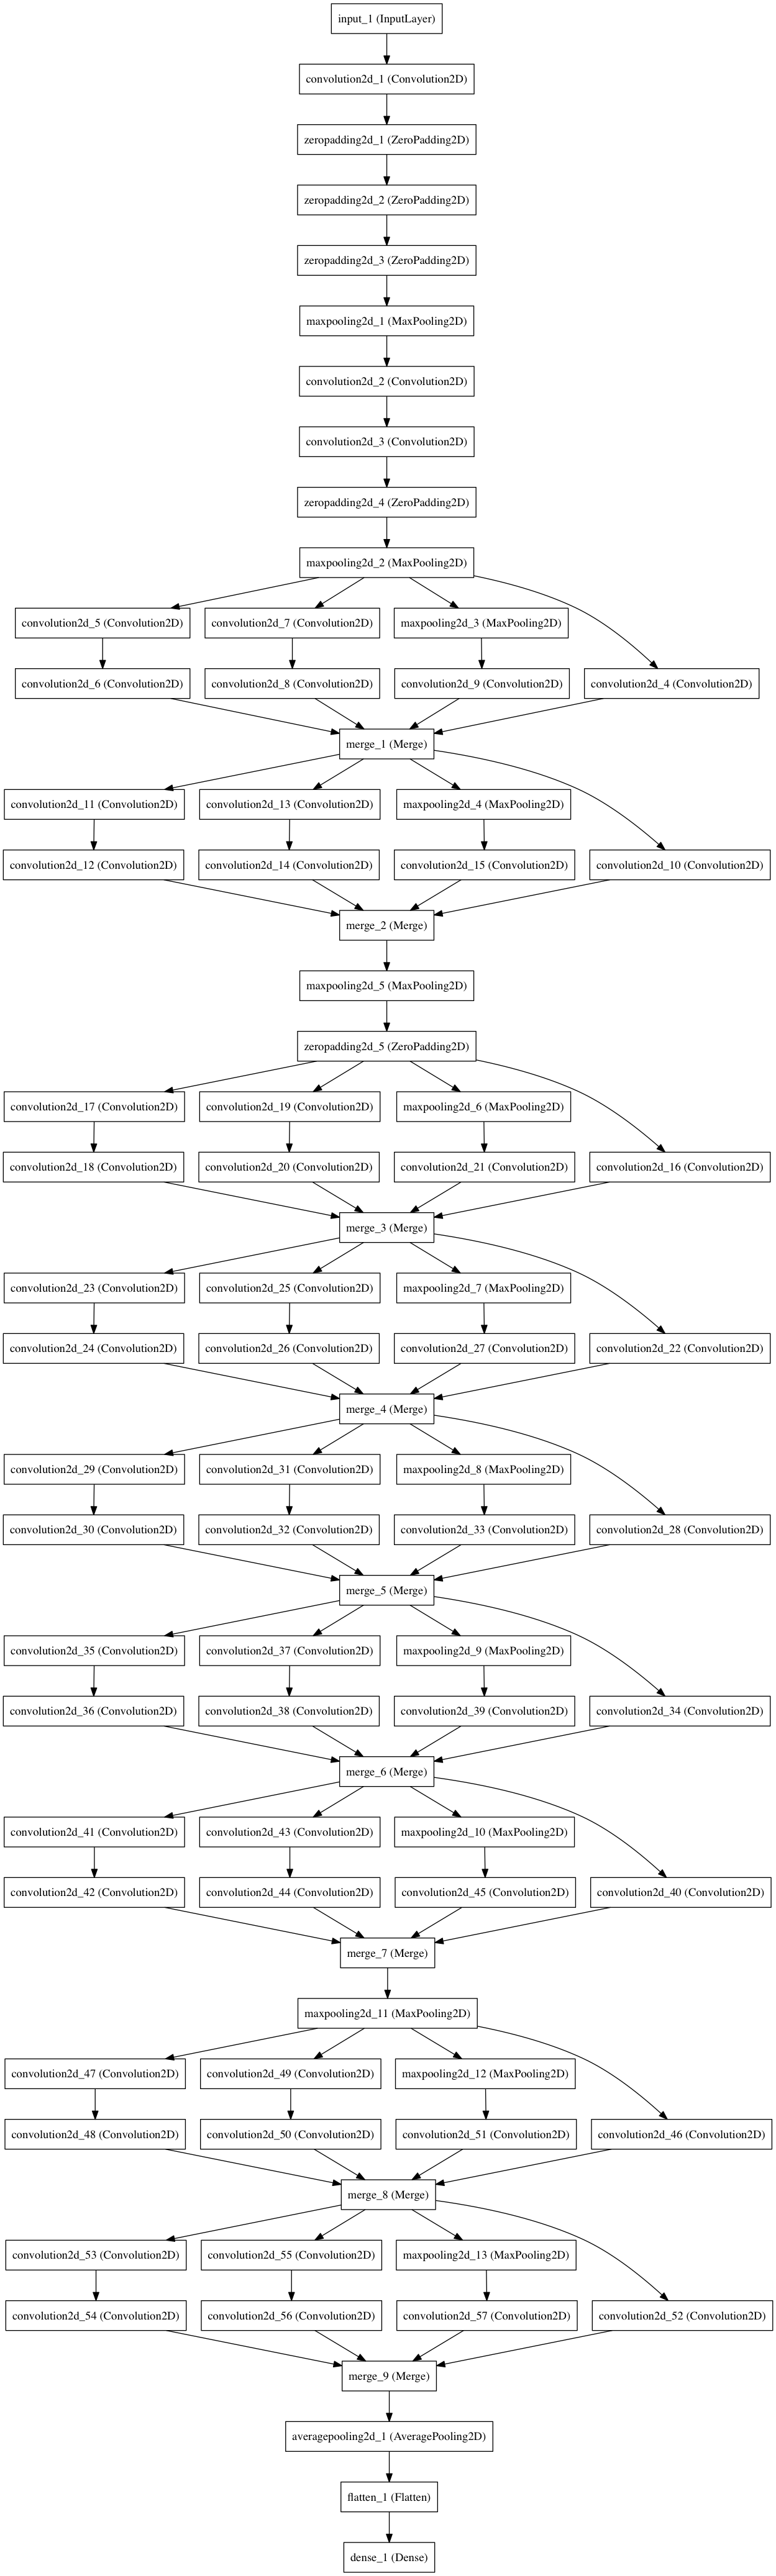 input_1 (InputLayer)
convolution2d_1 (Convolution2D)
zeropadding2d_1 (ZeroPadding2D)
zeropadding2d_2 (ZeroPadding2D)
zeropadding2d_3 (ZeroPadding2D)
maxpooling2d_1 (MaxPooling2D)
convolution2d_2 (Convolution2D)
convolution2d_3 (Convolution2D)
zeropadding2d_4 (ZeroPadding2D)
maxpooling2d_2 (MaxPooling2D)
convolution2d_5 (Convolution2D)
convolution2d_7 (Convolution2D)
maxpooling2d_3 (MaxPooling2D)
convolution2d_6 (Convolution2D)
convolution2d_8 (Convolution2D)
convolution2d_9 (Convolution2D)
convolution2d_4 (Convolution2D)
merge_1 (Merge)
convolution2d_11 (Convolution2D)
convolution2d_13 (Convolution2D)
maxpooling2d_4 (MaxPooling2D)
convolution2d_12 (Convolution2D)
convolution2d_14 (Convolution2D)
convolution2d_15 (Convolution2D)
convolution2d_10 (Convolution2D)
merge_2 (Merge)
maxpooling2d_5 (MaxPooling2D)
zeropadding2d_5 (ZeroPadding2D)
convolution2d_17 (Convolution2D)
convolution2d_19 (Convolution2D)
maxpooling2d_6 (MaxPooling2D)
convolution2d_18 (Convolution2D)
convolution2d_20 (Convolution2D)
convolution2d_21 (Convolution2D)
convolution2d_16 (Convolution2D)
merge_3 (Merge)
convolution2d_23 (Convolution2D)
convolution2d_25 (Convolution2D)
maxpooling2d_7 (MaxPooling2D)
convolution2d_24 (Convolution2D)
convolution2d_26 (Convolution2D)
convolution2d_27 (Convolution2D)
convolution2d_22 (Convolution2D)
merge_4 (Merge)
convolution2d_29 (Convolution2D)
convolution2d_31 (Convolution2D)
maxpooling2d_8 (MaxPooling2D)
convolution2d_30 (Convolution2D)
convolution2d_32 (Convolution2D)
convolution2d_33 (Convolution2D)
convolution2d_28 (Convolution2D)
merge_5 (Merge)
convolution2d_35 (Convolution2D)
convolution2d_37 (Convolution2D)
maxpooling2d_9 (MaxPooling2D)
convolution2d_36 (Convolution2D)
convolution2d_38 (Convolution2D)
convolution2d_39 (Convolution2D)
convolution2d_34 (Convolution2D)
merge_6 (Merge)
convolution2d_41 (Convolution2D)
convolution2d_43 (Convolution2D)
maxpooling2d_10 (MaxPooling2D)
convolution2d_42 (Convolution2D)
convolution2d_44 (Convolution2D)
convolution2d_45 (Convolution2D)
convolution2d_40 (Convolution2D)
merge_7 (Merge)
maxpooling2d_11 (MaxPooling2D)
convolution2d_47 (Convolution2D)
convolution2d_49 (Convolution2D)
maxpooling2d_12 (MaxPooling2D)
convolution2d_48 (Convolution2D)
convolution2d_50 (Convolution2D)
convolution2d_51 (Convolution2D)
convolution2d_46 (Convolution2D)
merge_8 (Merge)
convolution2d_53 (Convolution2D)
convolution2d_55 (Convolution2D)
maxpooling2d_13 (MaxPooling2D)
convolution2d_54 (Convolution2D)
convolution2d_56 (Convolution2D)
convolution2d_57 (Convolution2D)
convolution2d_52 (Convolution2D)
merge_9 (Merge)
averagepooling2d_1 (AveragePooling2D)
flatten_1 (Flatten)
dense_1 (Dense)